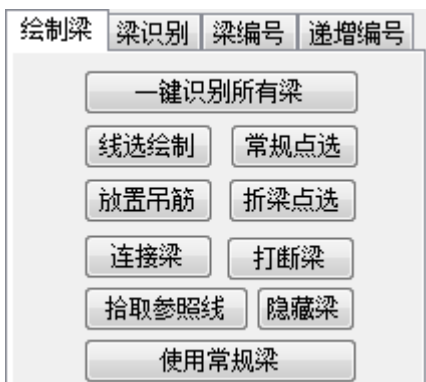 绘制梁 梁识别 梁编号 递增编号
一键识别所有梁
线选绘制 常规点选
放置吊筋 折梁点选
连接梁 打断梁
拾取参照线 隐藏梁
使用常规梁